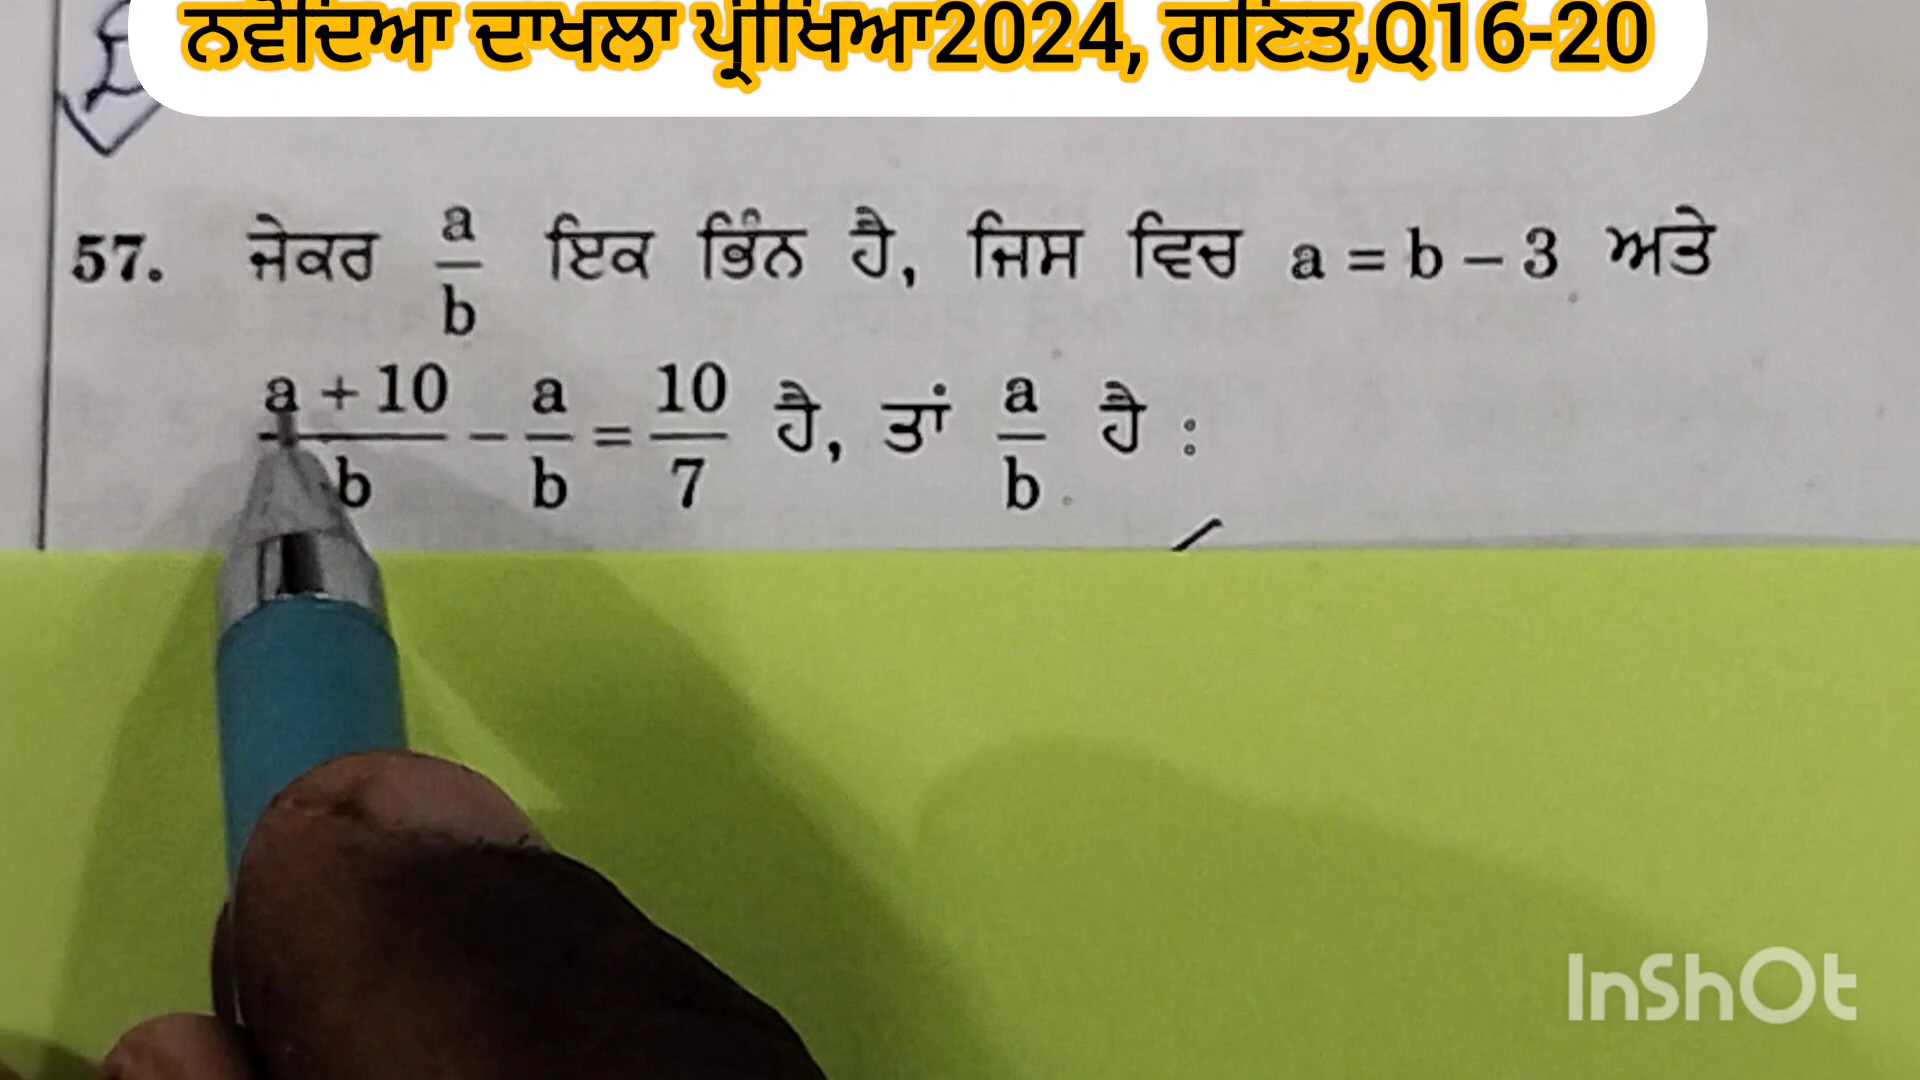 ਨਵੋਦਿਆ ਦਾਖਲਾ ਪ੍ਰੀਖਿਆ2024, ਗਣਿਤ,Q16-20
57. ਜੇਕਰ a/b ਇਕ ਭਿੰਨ ਹੈ, ਜਿਸ ਵਿਚ a = b – 3 ਅਤੇ
a + 10/b – a/b = 10/7 ਹੈ, ਤਾਂ a/b ਹੈ :
InShOt